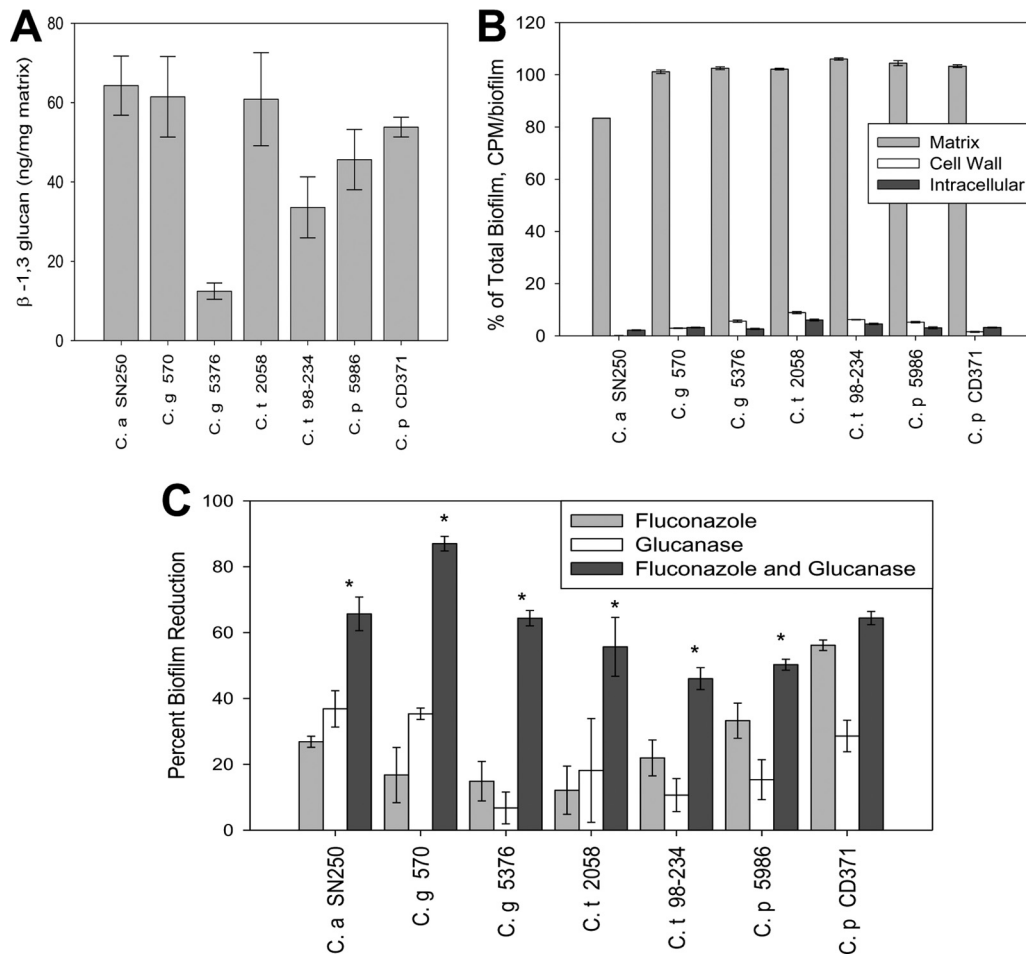 A
β -1,3 glucan (ng/mg matrix)
80
60
40
20
0
C. a SN250
C. g 570
C. g 5376
C. t 2058
C. t 98-234
C. p 5986
C. p CD371
B
% of Total Biofilm, CPM/biofilm
120
100
80
60
40
20
0
Matrix
Cell Wall
Intracellular
C. a SN250
C. g 570
C. g 5376
C. t 2058
C. t 98-234
C. p 5986
C. p CD371
C
Percent Biofilm Reduction
100
80
60
40
20
0
Fluconazole
Glucanase
Fluconazole and Glucanase
*
*
*
*
*
*
C. a SN250
C. g 570
C. g 5376
C. t 2058
C. t 98-234
C. p 5986
C. p CD371